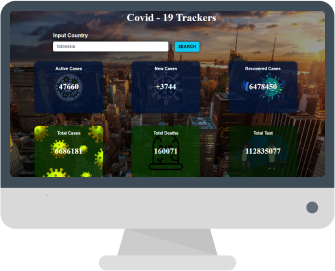 Covid - 19 Trackers
Input Country
Indonesia
SEARCH
Active Cases
47660
New Cases
+3744
Recovered Cases
6478450
Total Cases
6686181
Total Deaths
160071
Total Test
112835077